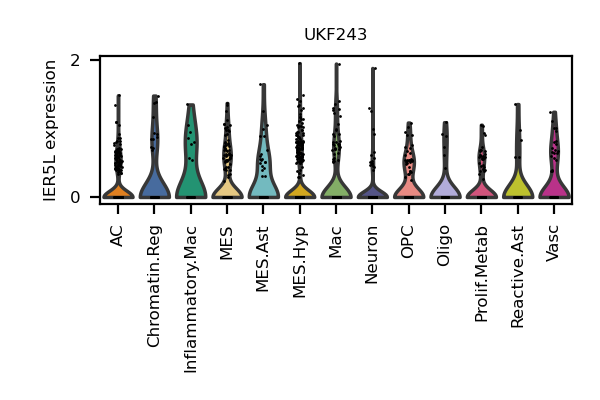 UKF243
IER5L expression
2
0
AC
Chromatin.Reg
Inflammatory.Mac
MES
MES.Ast
MES.Hyp
Mac
Neuron
OPC
Oligo
Prolif.Metab
Reactive.Ast
Vasc